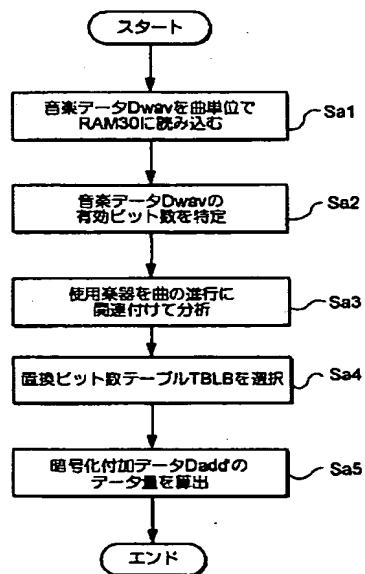 スタート
音楽データDwavを曲単位で
RAM30に読み込む
Sa1
音楽データDwavの
有効ビット数を特定
Sa2
使用楽器を曲の進行に
関連付けて分析
Sa3
置換ビット数テーブルTBLBを選択
Sa4
暗号化付加データDadd'の
データ量を算出
Sa5
エンド